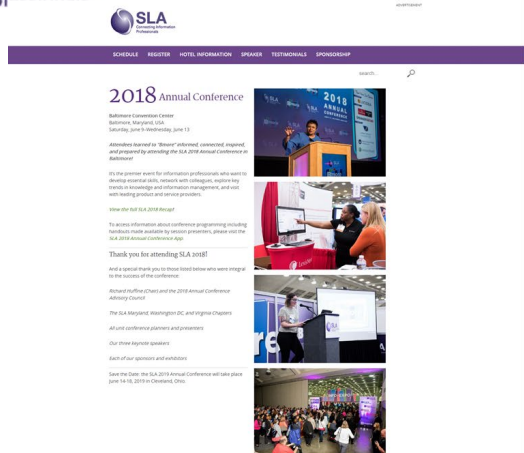 ADVERTISEMENT
SLA
Connecting Information
Professionals
SCHEDULE REGISTER HOTEL INFORMATION SPEAKER TESTIMONIALS SPONSORSHIP
search..
2018 Annual Conference
Baltimore Convention Center
Baltimore, Maryland, USA
Saturday, June 9-Wednesday, June 13
Attendees learned to "Bmore" informed, connected, inspired,
and prepared by attending the SLA 2018 Annual Conference in
Baltimore!
It's the premier event for information professionals who want to
develop essential skills, network with colleagues, explore key
trends in knowledge and information management, and visit
with leading product and service providers.
View the full SLA 2018 Recap!
To access information about conference programming including
handouts made available by session presenters, please visit the
SLA 2018 Annual Conference App.
Thank you for attending SLA 2018!
And a special thank you to those listed below who were integral
to the success of the conference:
Richard Huffine (Chair) and the 2018 Annual Conference
Advisory Council
The SLA Maryland, Washington DC, and Virginia Chapters
All unit conference planners and presenters
Our three keynote speakers
Each of our sponsors and exhibitors
Save the Date: the SLA 2019 Annual Conference will take place
June 14-18, 2019 in Cleveland, Ohio.
2018
ANNUAL
CONFERENCE
SLA
SLA